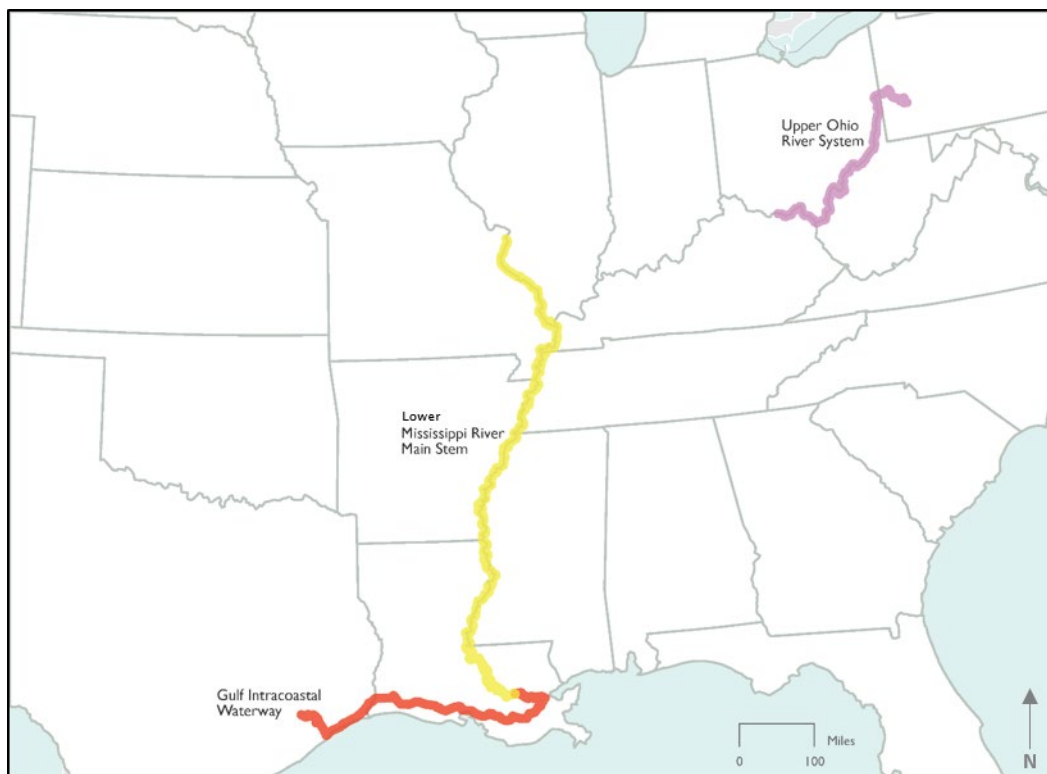 Upper Ohio
River System
Lower
Mississippi River
Main Stem
Gulf Intracoastal
Waterway
Miles
0 100
N